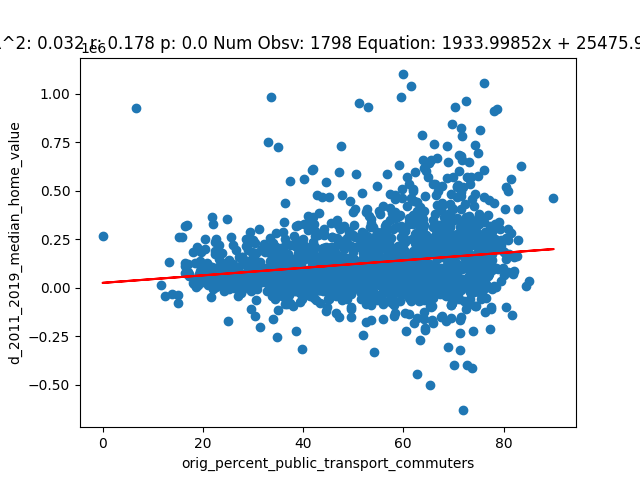 ^2: 0.032 r: 0.178 p: 0.0 Num Obsv: 1798 Equation: 1933.99852x + 25475.9
1e6
1.00
0.75
0.50
0.25
0.00
−0.25
−0.50
d_2011_2019_median_home_value
0 20 40 60 80
orig_percent_public_transport_commuters